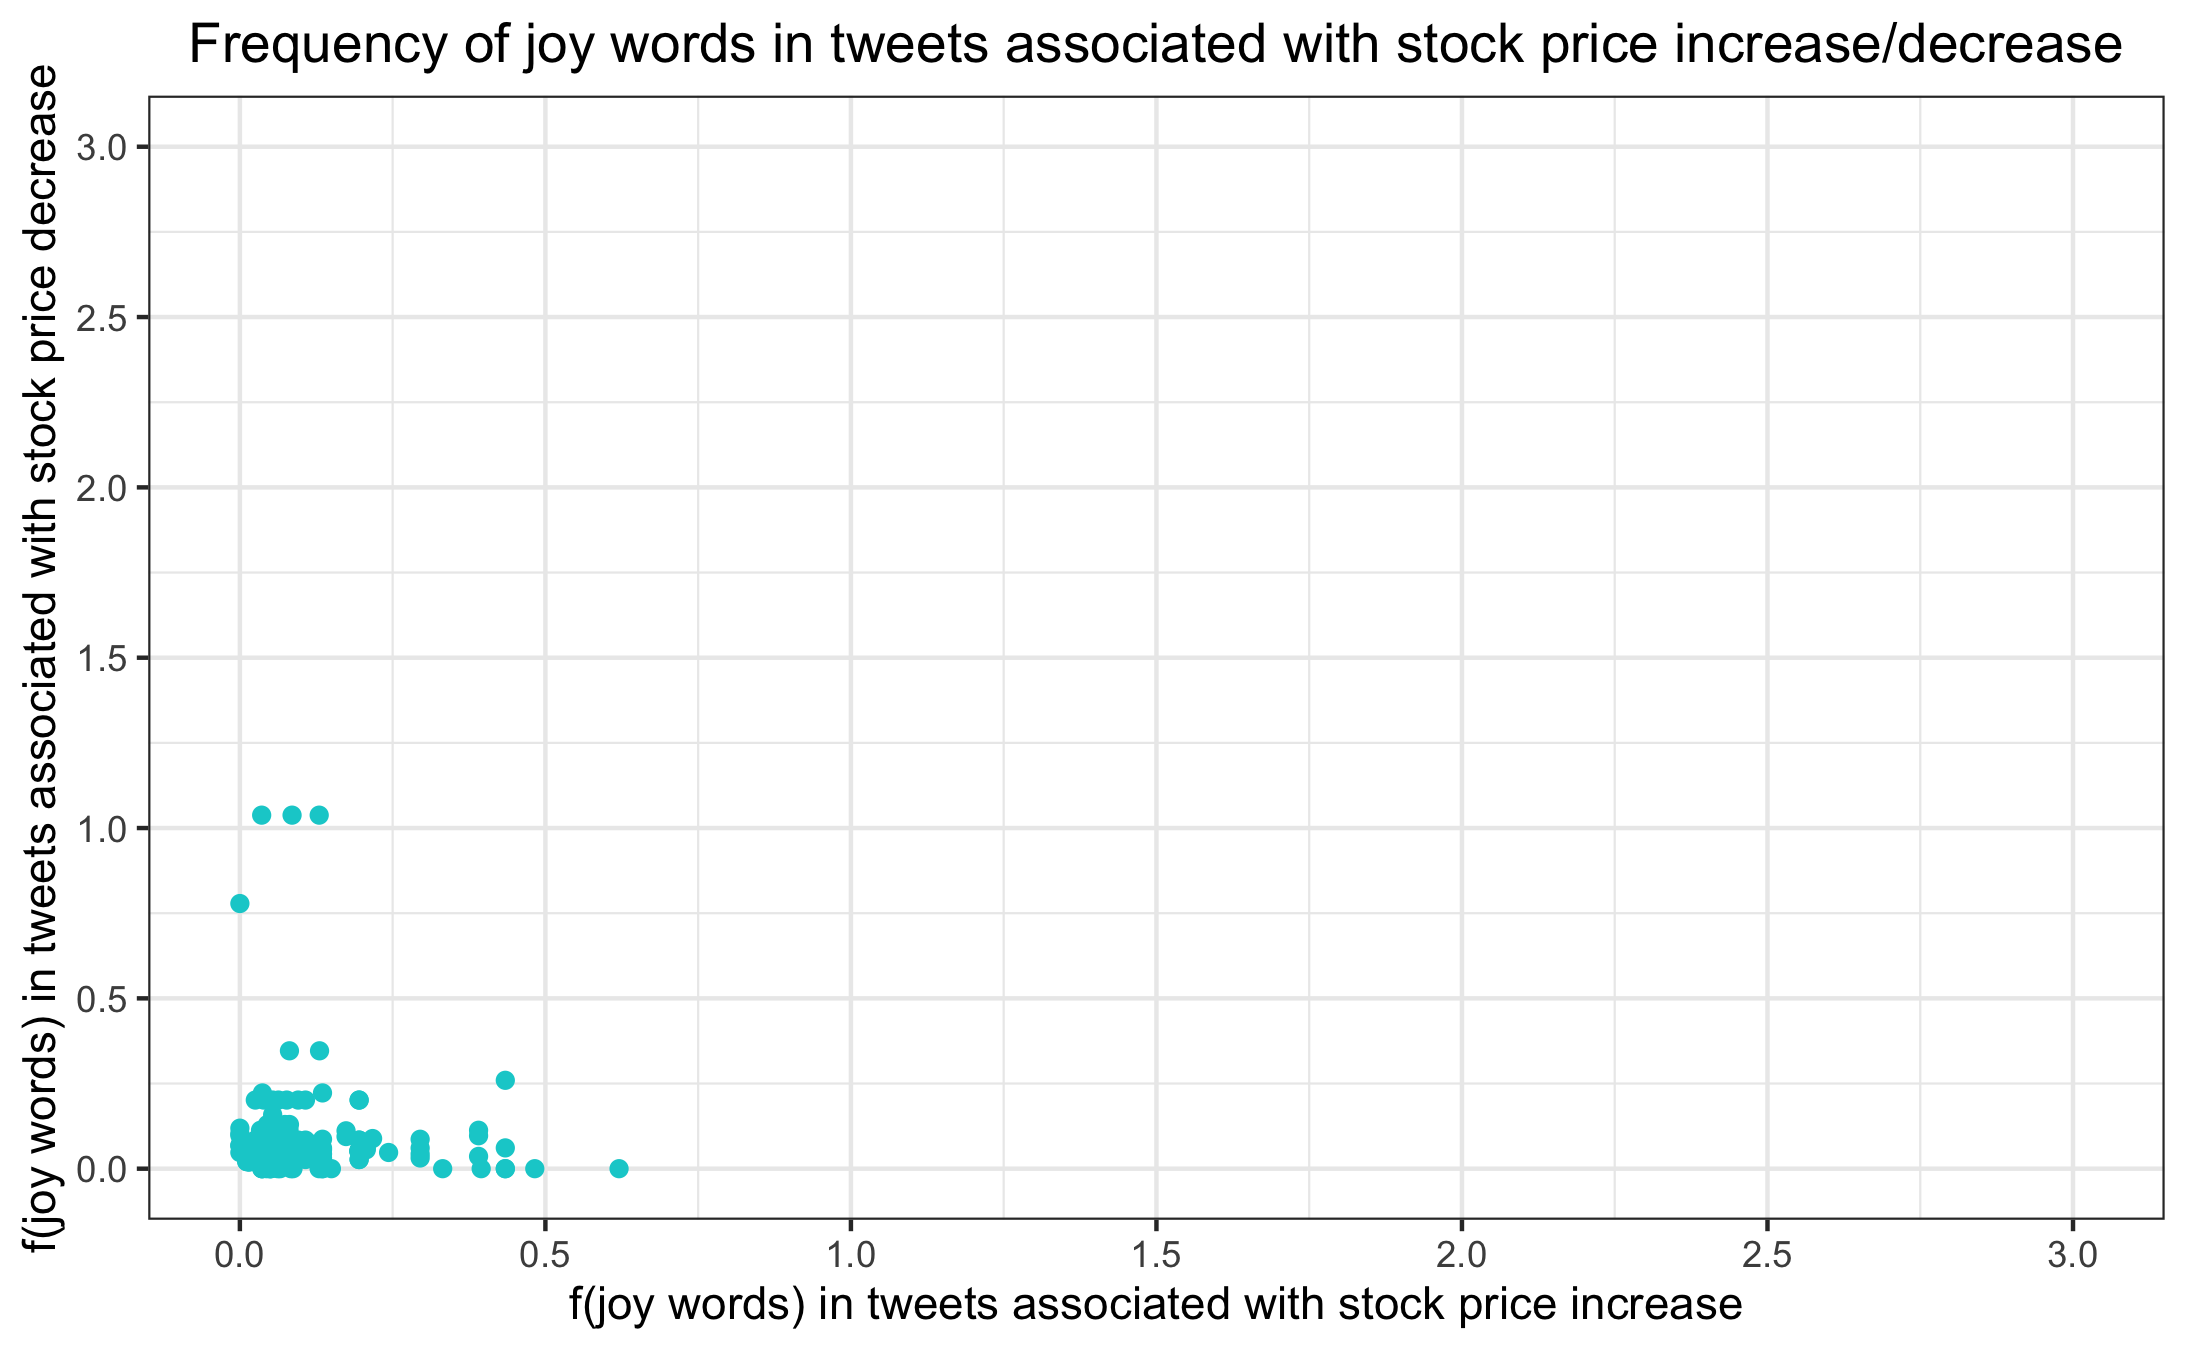 Frequency of joy words in tweets associated with stock price increase/decrease
f(joy words) in tweets associated with stock price decrease
3.0
2.5
2.0
1.5
1.0
0.5
0.0
0.0 0.5 1.0 1.5 2.0 2.5 3.0
f(joy words) in tweets associated with stock price increase